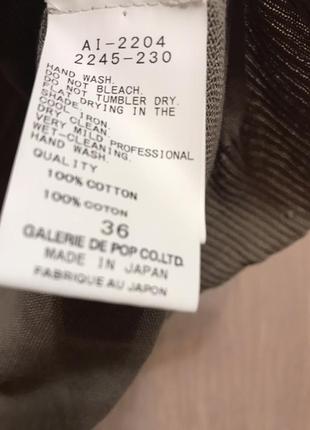 AI-2204
2245-230
HAND WASH.
DO NOT BLEACH.
DO NOT TUMBLER DRY.
SHADE DRYING IN THE
COOL IRON.
DRY CLEAN.
VERY MILD PROFESSIONAL
WET-CLEANING.
HAND WASH.
QUALITY
100% COTTON
100% COTON
36
GALERIE DE POP CO.LTD.
MADE IN JAPAN
FABRIQUE AU JAPON